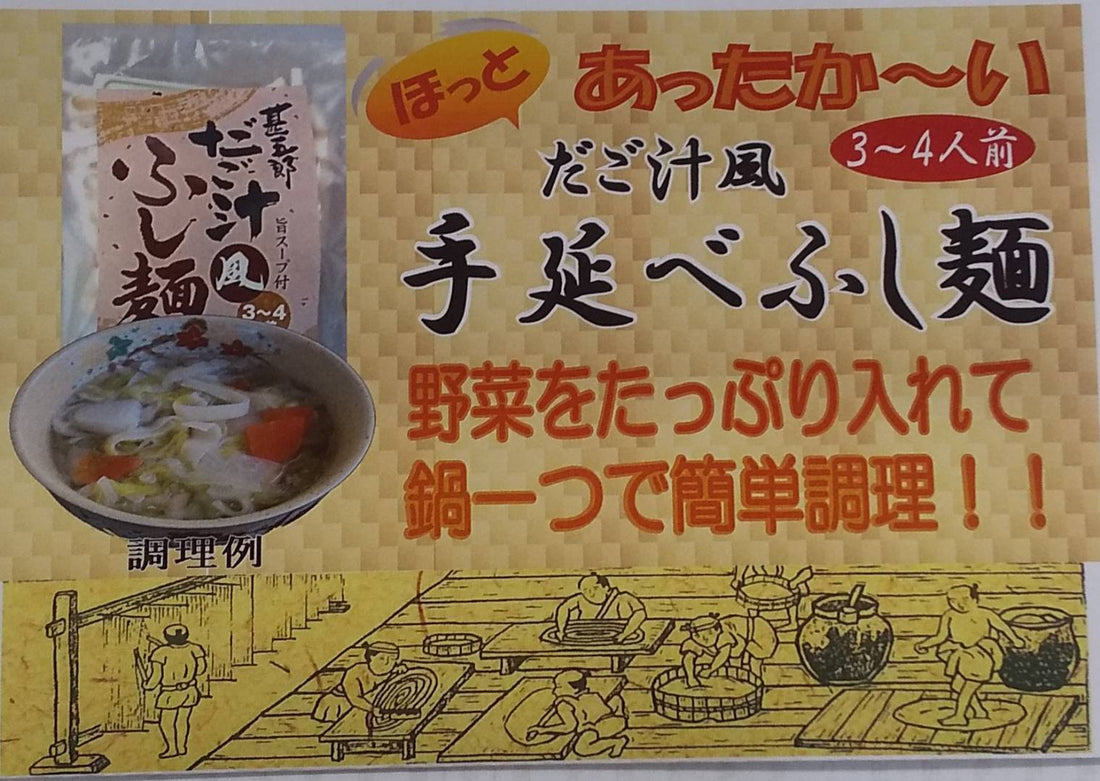 ほっと
あったか～い
3～4人前
だご汁風
手延べふし麺
野菜をたっぷり入れて
鍋一つで簡単調理！！
甚五郎
だご汁風
ふし麺
旨スープ付
3～4
調理例